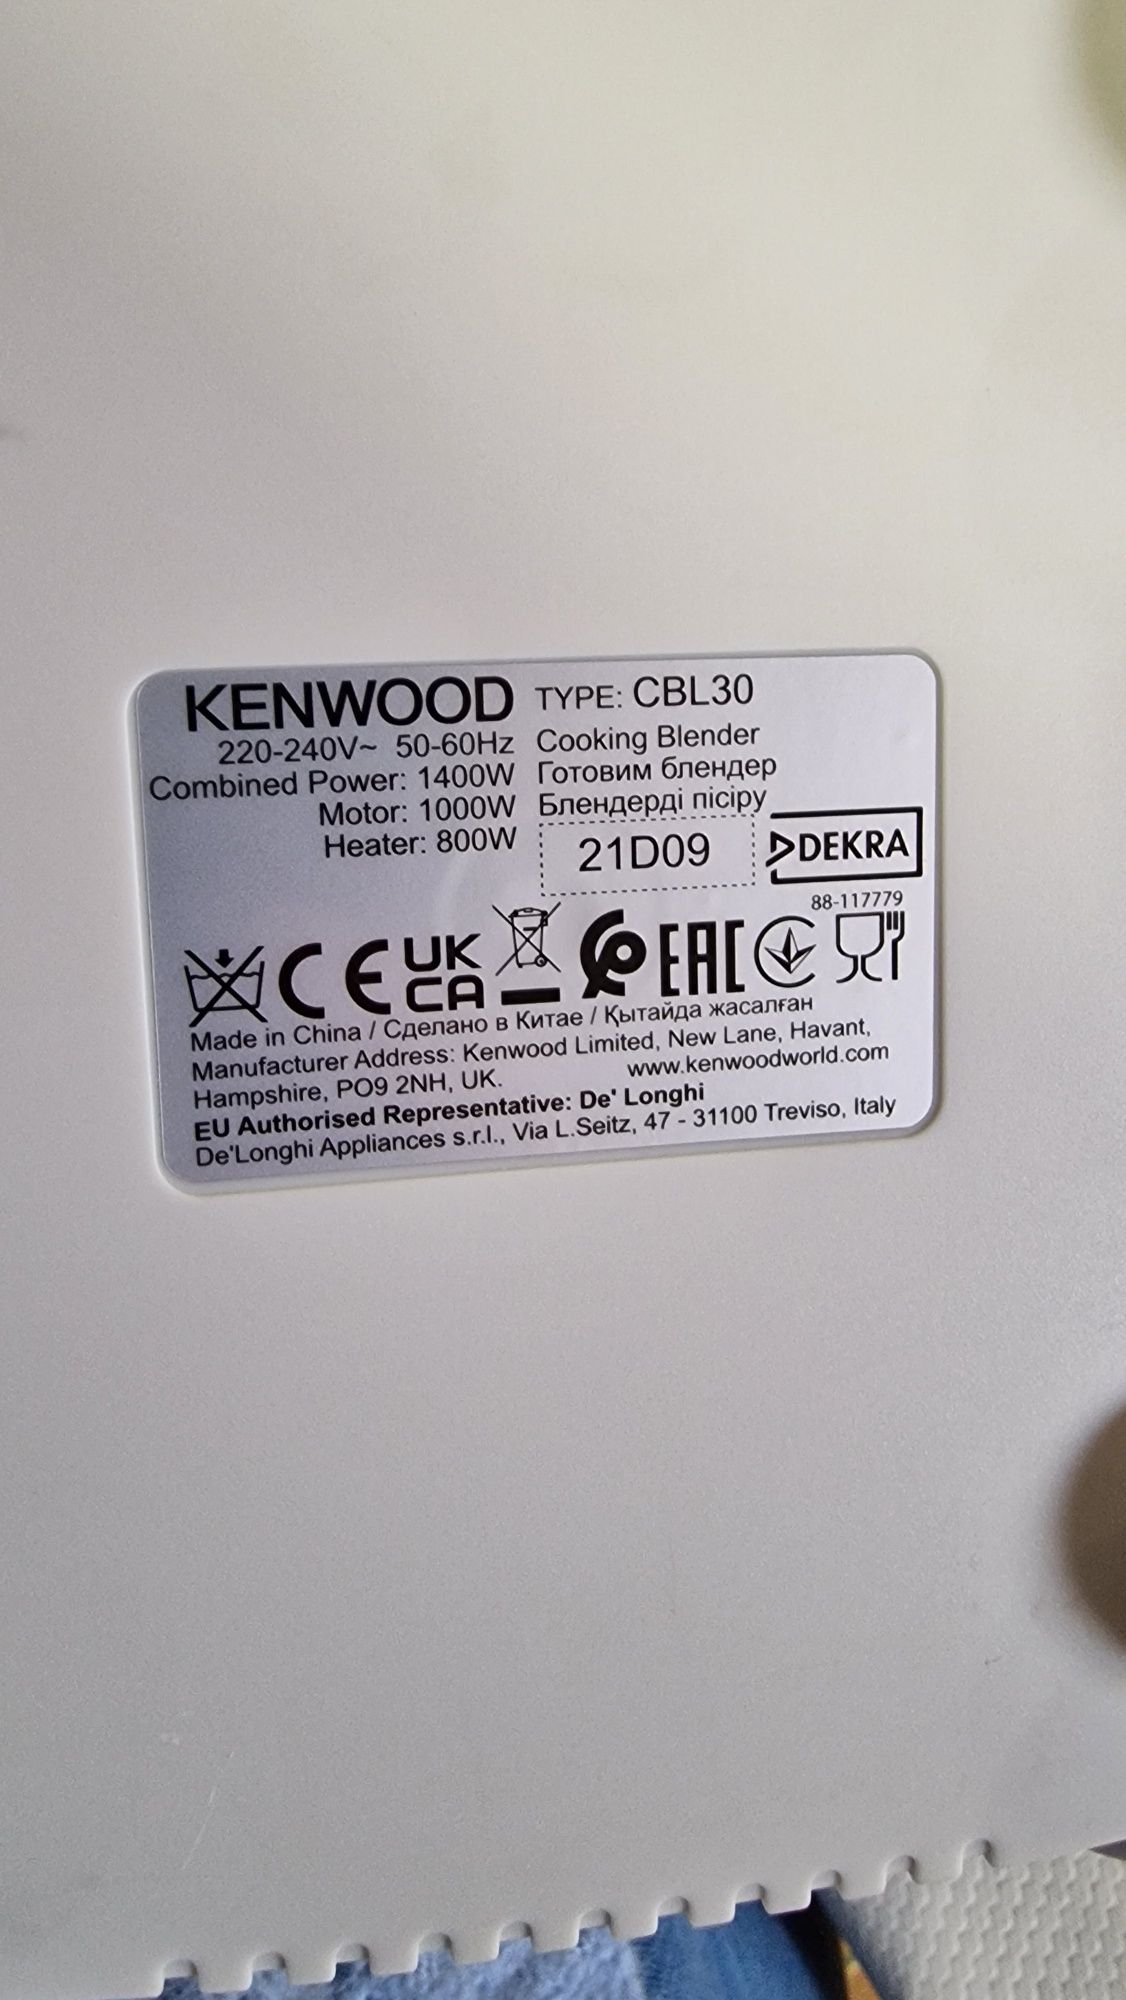 KENWOOD TYPE: CBL30
220-240V~ 50-60Hz Cooking Blender
Combined Power: 1400W Готовим блендер
Motor: 1000W Блендерді пісіру
Heater: 800W 21D09 DEKRA
88-117779
CE UK CA EAC
Made in China / Сделано в Китае / Қытайда жасалған
Manufacturer Address: Kenwood Limited, New Lane, Havant,
Hampshire, PO9 2NH, UK. www.kenwoodworld.com
EU Authorised Representative: De' Longhi
De'Longhi Appliances s.r.l., Via L.Seitz, 47 - 31100 Treviso, Italy